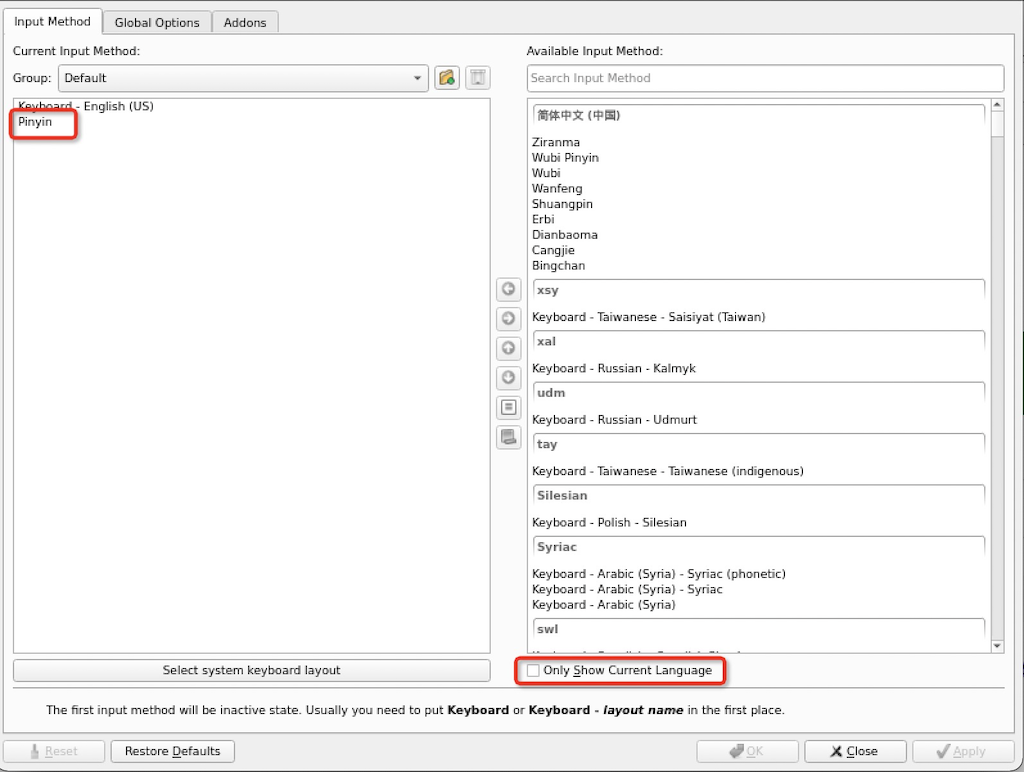 Input Method
Global Options
Addons
Current Input Method:
Available Input Method:
Group: Default
Search Input Method
Keyboard - English (US)
Pinyin
简体中文 (中国)
Ziranma
Wubi Pinyin
Wubi
Wanfeng
Shuangpin
Erbi
Dianbaoma
Cangjie
Bingchan
xsy
Keyboard - Taiwanese - Saisiyat (Taiwan)
xal
Keyboard - Russian - Kalmyk
udm
Keyboard - Russian - Udmurt
tay
Keyboard - Taiwanese - Taiwanese (indigenous)
Silesian
Keyboard - Polish - Silesian
Syriac
Keyboard - Arabic (Syria) - Syriac (phonetic)
Keyboard - Arabic (Syria) - Syriac
Keyboard - Arabic (Syria)
swl
Select system keyboard layout
Only Show Current Language
The first input method will be inactive state. Usually you need to put Keyboard or Keyboard - layout name in the first place.
Reset
Restore Defaults
OK
Close
Apply